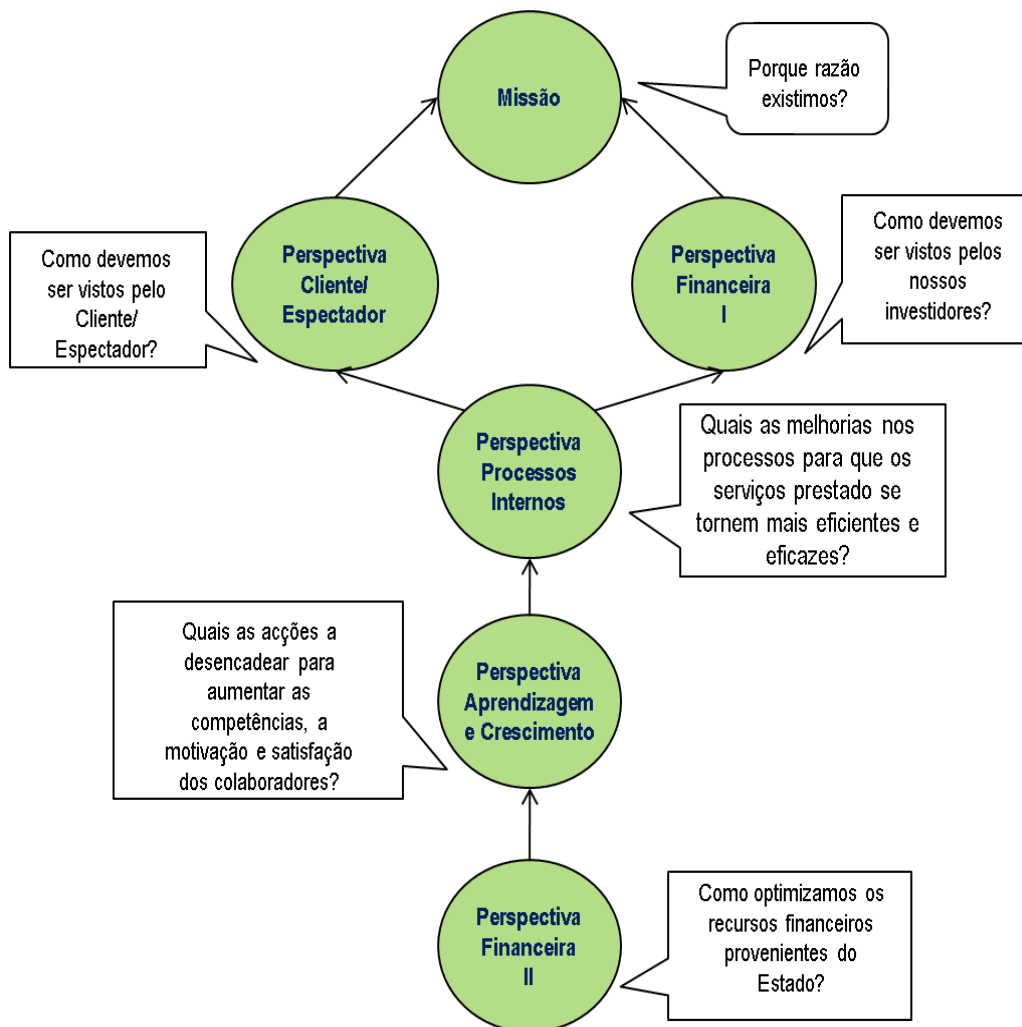 Missão
Porque razão
existimos?
Perspectiva
Cliente/
Espectador
Perspectiva
Financeira
I
Como devemos
ser vistos pelo
Cliente/
Espectador?
Como devemos
ser vistos pelos
nossos
investidores?
Perspectiva
Processos
Internos
Quais as melhorias nos
processos para que os
serviços prestado se
tornem mais eficientes e
eficazes?
Quais as acções a
desencadear para
aumentar as
competências, a
motivação e satisfação
dos colaboradores?
Perspectiva
Aprendizagem
e Crescimento
Perspectiva
Financeira
II
Como optimizamos os
recursos financeiros
provenientes do
Estado?